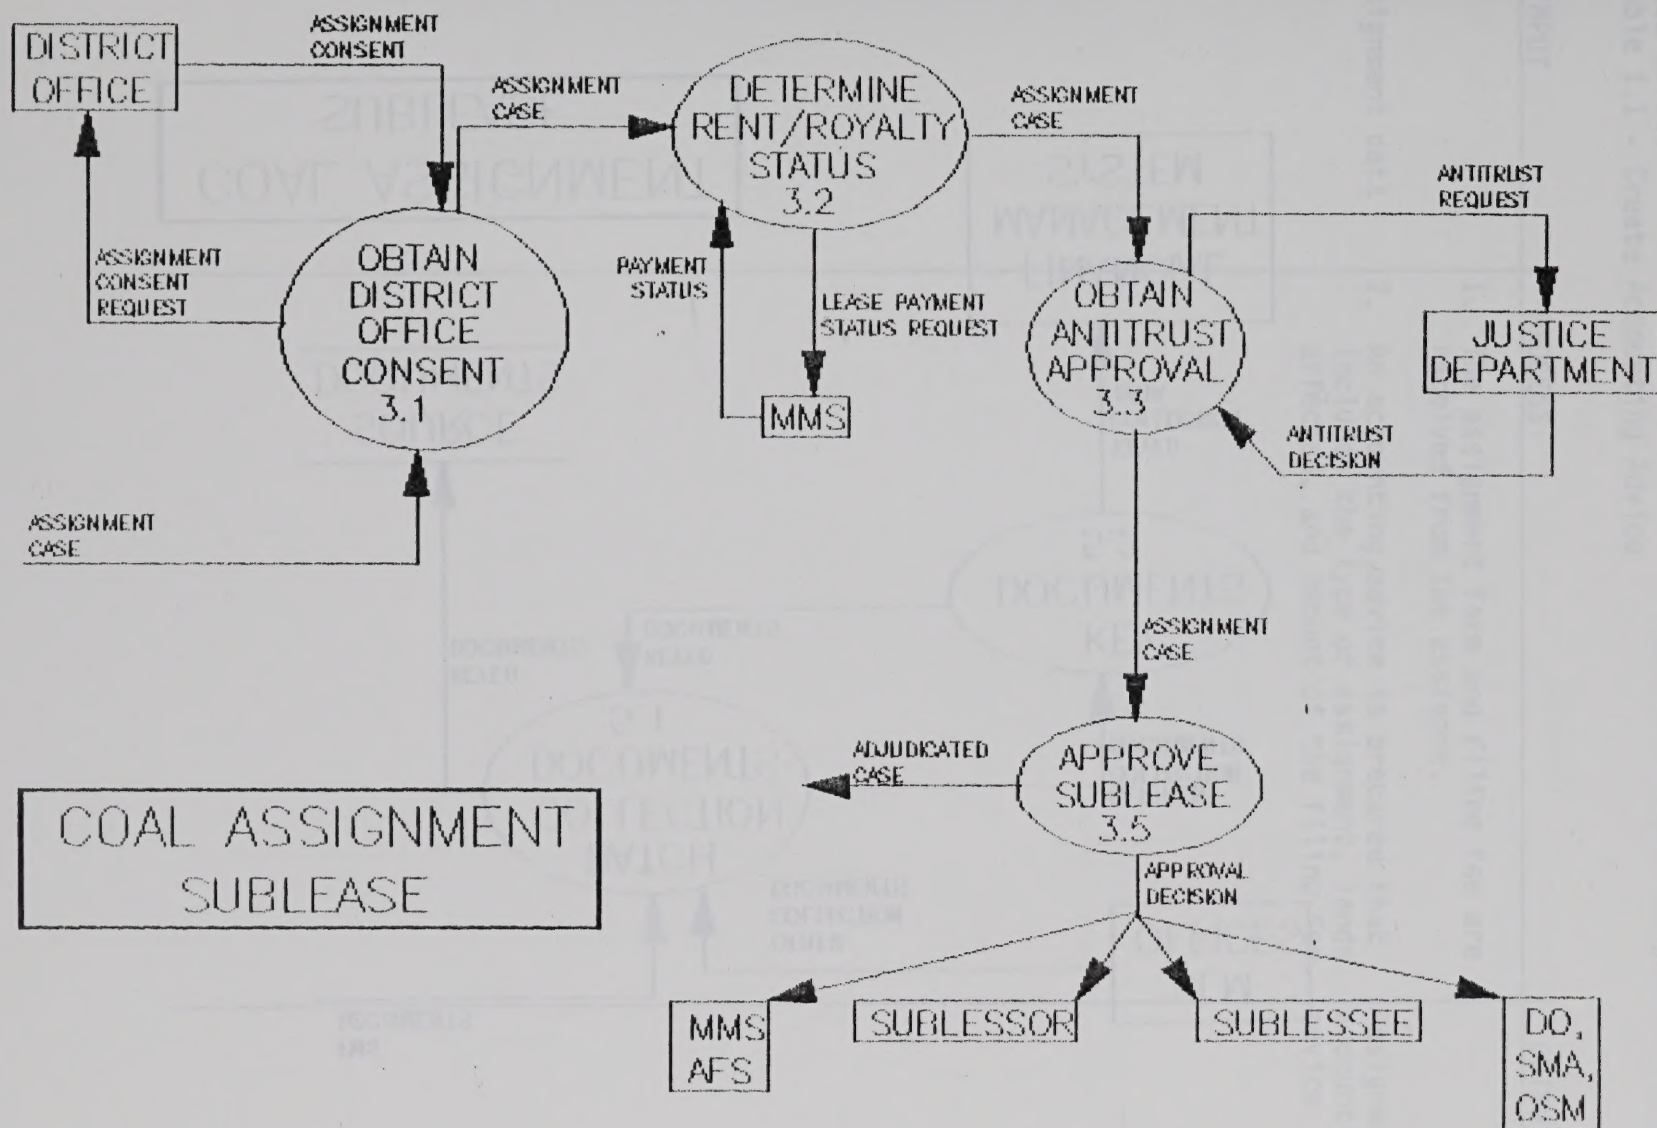 DISTRICT
OFFICE
ASSIGNMENT
CONSENT
ASSIGNMENT
CASE
DETERMINE
RENT/ROYALTY
STATUS
3.2
ASSIGNMENT
CASE
ANTITRUST
REQUEST
ASSIGNMENT
CONSENT
REQUEST
OBTAIN
DISTRICT
OFFICE
CONSENT
3.1
PAYMENT
STATUS
LEASE PAYMENT
STATUS REQUEST
MMS
OBTAIN
ANTITRUST
APPROVAL
3.3
JUSTICE
DEPARTMENT
ANTITRUST
DECISION
ASSIGNMENT
CASE
ASSIGNMENT
CASE
ADJUDICATED
CASE
APPROVE
SUBLEASE
3.5
COAL ASSIGNMENT
SUBLEASE
APPROVAL
DECISION
MMS
AFS
SUBLESSOR
SUBLESSEE
DO,
SMA,
OSM